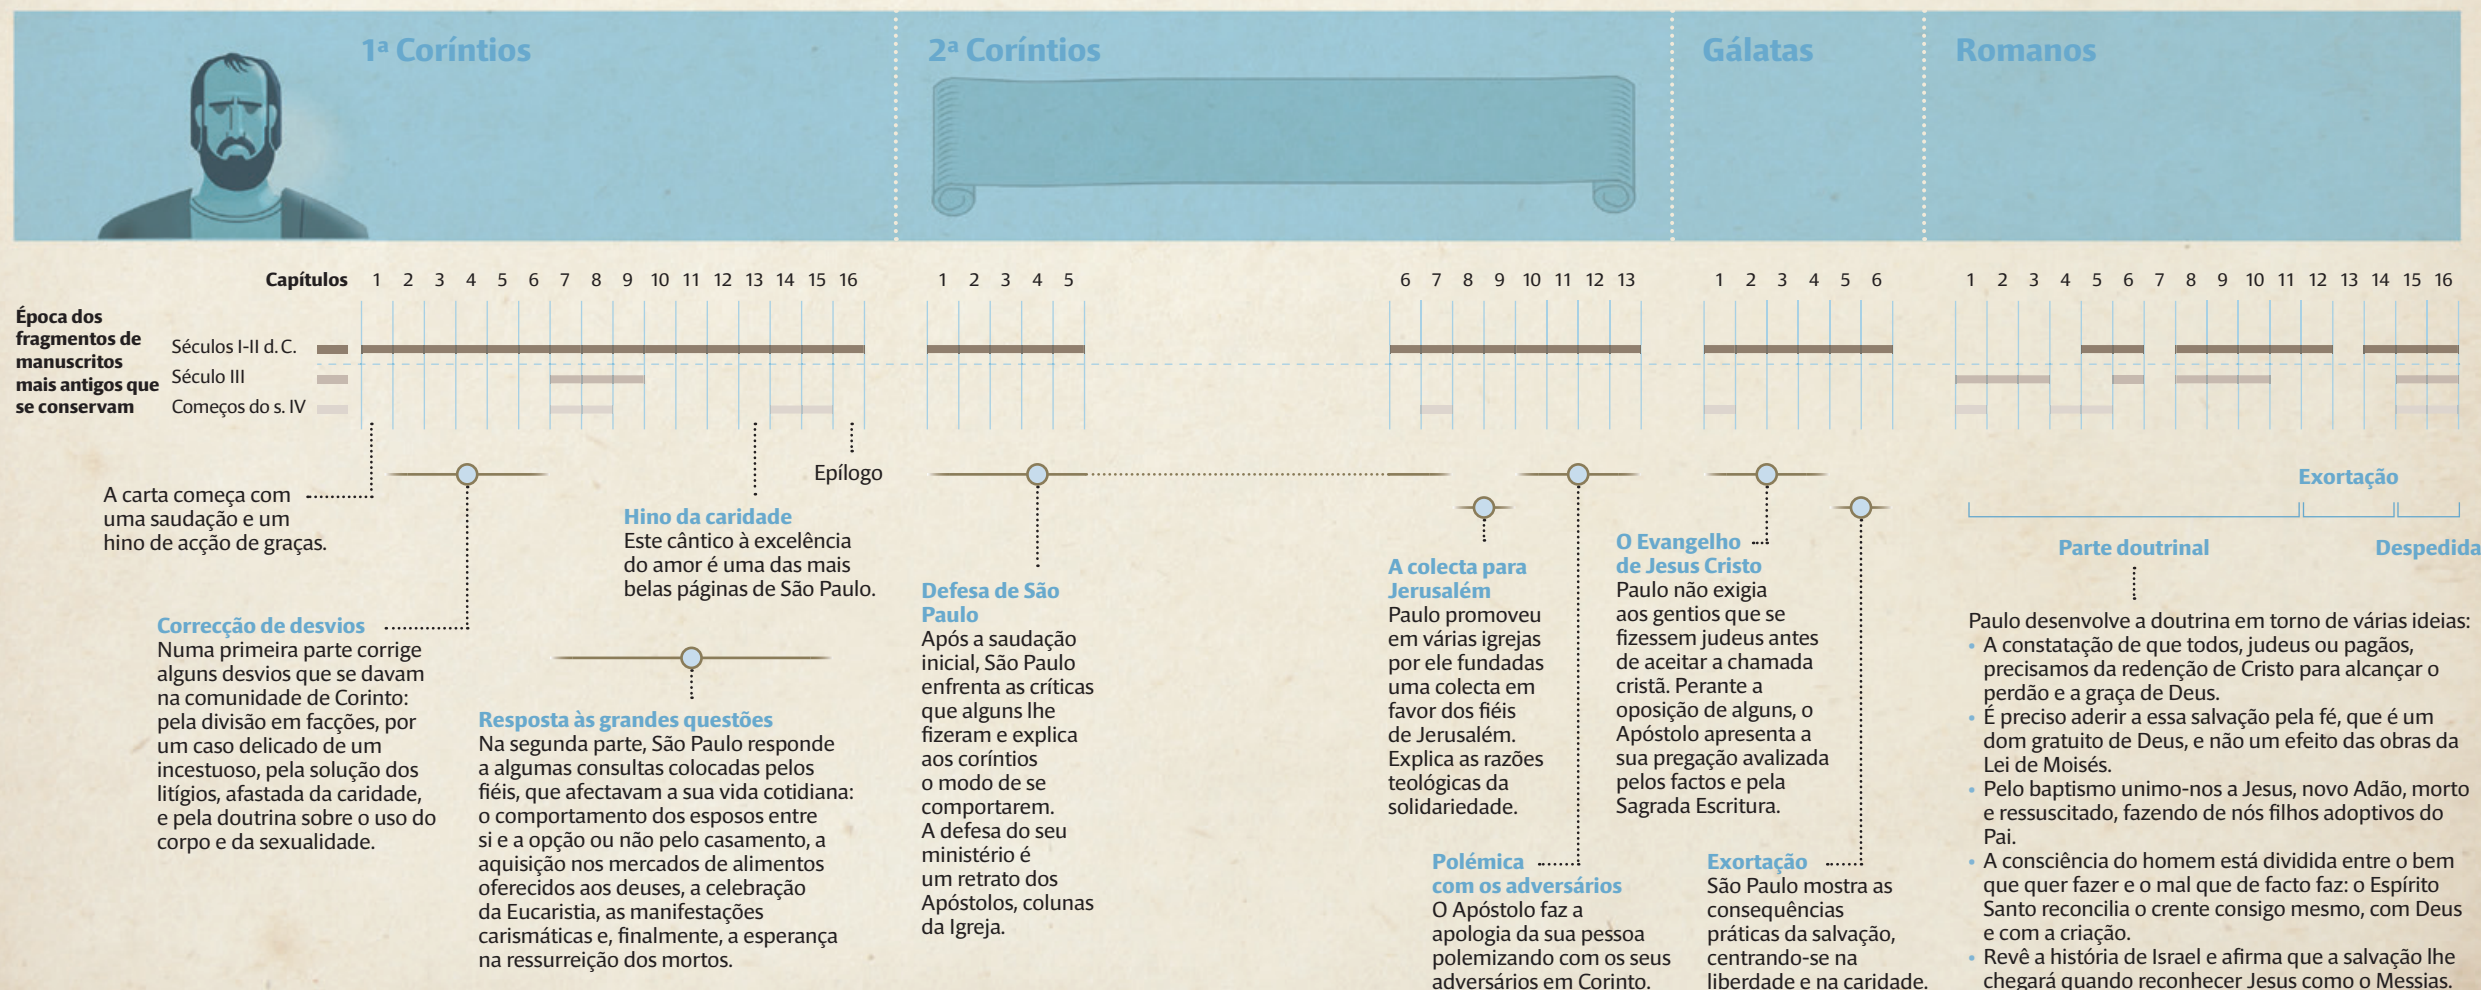 1ª Coríntios
2ª Coríntios
Gálatas
Romanos
Capítulos 1 2 3 4 5 6 7 8 9 10 11 12 13 14 15 16
1 2 3 4 5
6 7 8 9 10 11 12 13
1 2 3 4 5 6
1 2 3 4 5 6 7 8 9 10 11 12 13 14 15 16
Época dos
fragmentos de
manuscritos
mais antigos que
se conservam
Séculos I-II d. C.
Século III
Começos do s. IV
A carta começa com
uma saudação e um
hino de acção de graças.
Correcção de desvios
Numa primeira parte corrige
alguns desvios que se davam
na comunidade de Corinto:
pela divisão em facções, por
um caso delicado de um
incestuoso, pela solução dos
litígios, afastada da caridade,
e pela doutrina sobre o uso do
corpo e da sexualidade.
Epílogo
Hino da caridade
Este cântico à excelência
do amor é uma das mais
belas páginas de São Paulo.
Resposta às grandes questões
Na segunda parte, São Paulo responde
a algumas consultas colocadas pelos
fiéis, que afectavam a sua vida cotidiana:
o comportamento dos esposos entre
si e a opção ou não pelo casamento, a
aquisição nos mercados de alimentos
oferecidos aos deuses, a celebração
da Eucaristia, as manifestações
carismáticas e, finalmente, a esperança
na ressurreição dos mortos.
Defesa de São
Paulo
Após a saudação
inicial, São Paulo
enfrenta as críticas
que alguns lhe
fizeram e explica
aos coríntios
o modo de se
comportarem.
A defesa do seu
ministério é
um retrato dos
Apóstolos, colunas
da Igreja.
A colecta para
Jerusalém
Paulo promoveu
em várias igrejas
por ele fundadas
uma colecta em
favor dos fiéis
de Jerusalém.
Explica as razões
teológicas da
solidariedade.
Polémica
com os adversários
O Apóstolo faz a
apologia da sua pessoa
polemizando com os seus
adversários em Corinto.
O Evangelho
de Jesus Cristo
Paulo não exigia
aos gentios que se
fizessem judeus antes
de aceitar a chamada
cristã. Perante a
oposição de alguns, o
Apóstolo apresenta a
sua pregação avalizada
pelos factos e pela
Sagrada Escritura.
Exortação
São Paulo mostra as
consequências
práticas da salvação,
centrando-se na
liberdade e na caridade.
Exortação
Parte doutrinal
Despedida
Paulo desenvolve a doutrina em torno de várias ideias:
• A constatação de que todos, judeus ou pagãos,
precisamos da redenção de Cristo para alcançar o
perdão e a graça de Deus.
• É preciso aderir a essa salvação pela fé, que é um
dom gratuito de Deus, e não um efeito das obras da
Lei de Moisés.
• Pelo baptismo unimo-nos a Jesus, novo Adão, morto
e ressuscitado, fazendo de nós filhos adoptivos do
Pai.
• A consciência do homem está dividida entre o bem
que quer fazer e o mal que de facto faz: o Espírito
Santo reconcilia o crente consigo mesmo, com Deus
e com a criação.
• Revê a história de Israel e afirma que a salvação lhe
chegará quando reconhecer Jesus como o Messias.